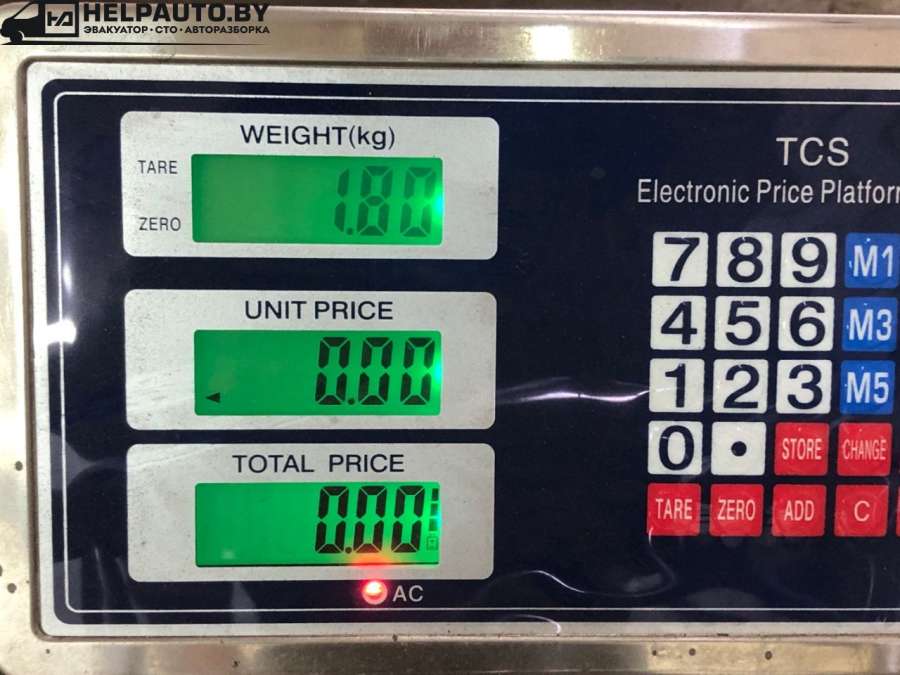 HELPAUTO.BY
ЭВАКУАТОР · СТО · АВТОРАЗБОРКА
WEIGHT(kg)
TARE
1.80
ZERO
UNIT PRICE
0.00
TOTAL PRICE
0.00
AC
TCS
Electronic Price Platfor
7 8 9 M1
4 5 6 M3
1 2 3 M5
0 . STORE CHANGE
TARE ZERO ADD C